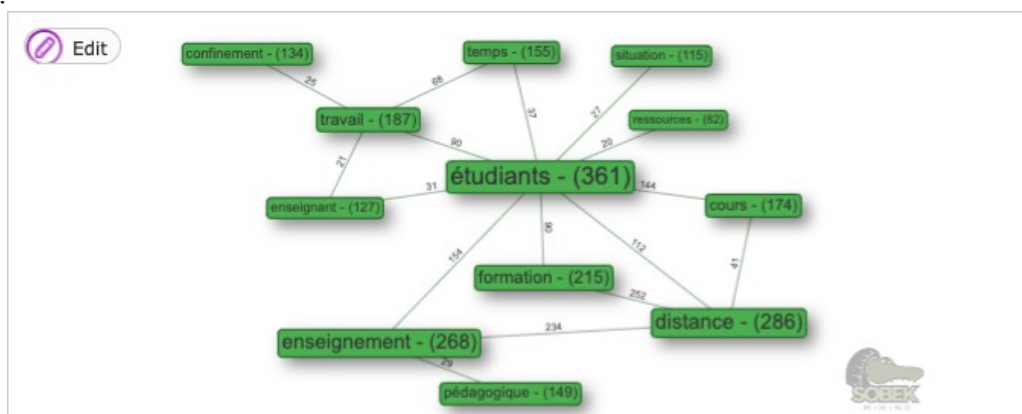 .
Edit
confinement - (134)
temps - (155)
situation - (115)
25
68
37
27
travail - (187)
ressources - (82)
90
20
21
étudiants - (361)
31
144
enseignant - (127)
cours - (174)
154
90
112
41
formation - (215)
252
distance - (286)
234
enseignement - (268)
29
pédagogique - (149)
SOBEK
MINING